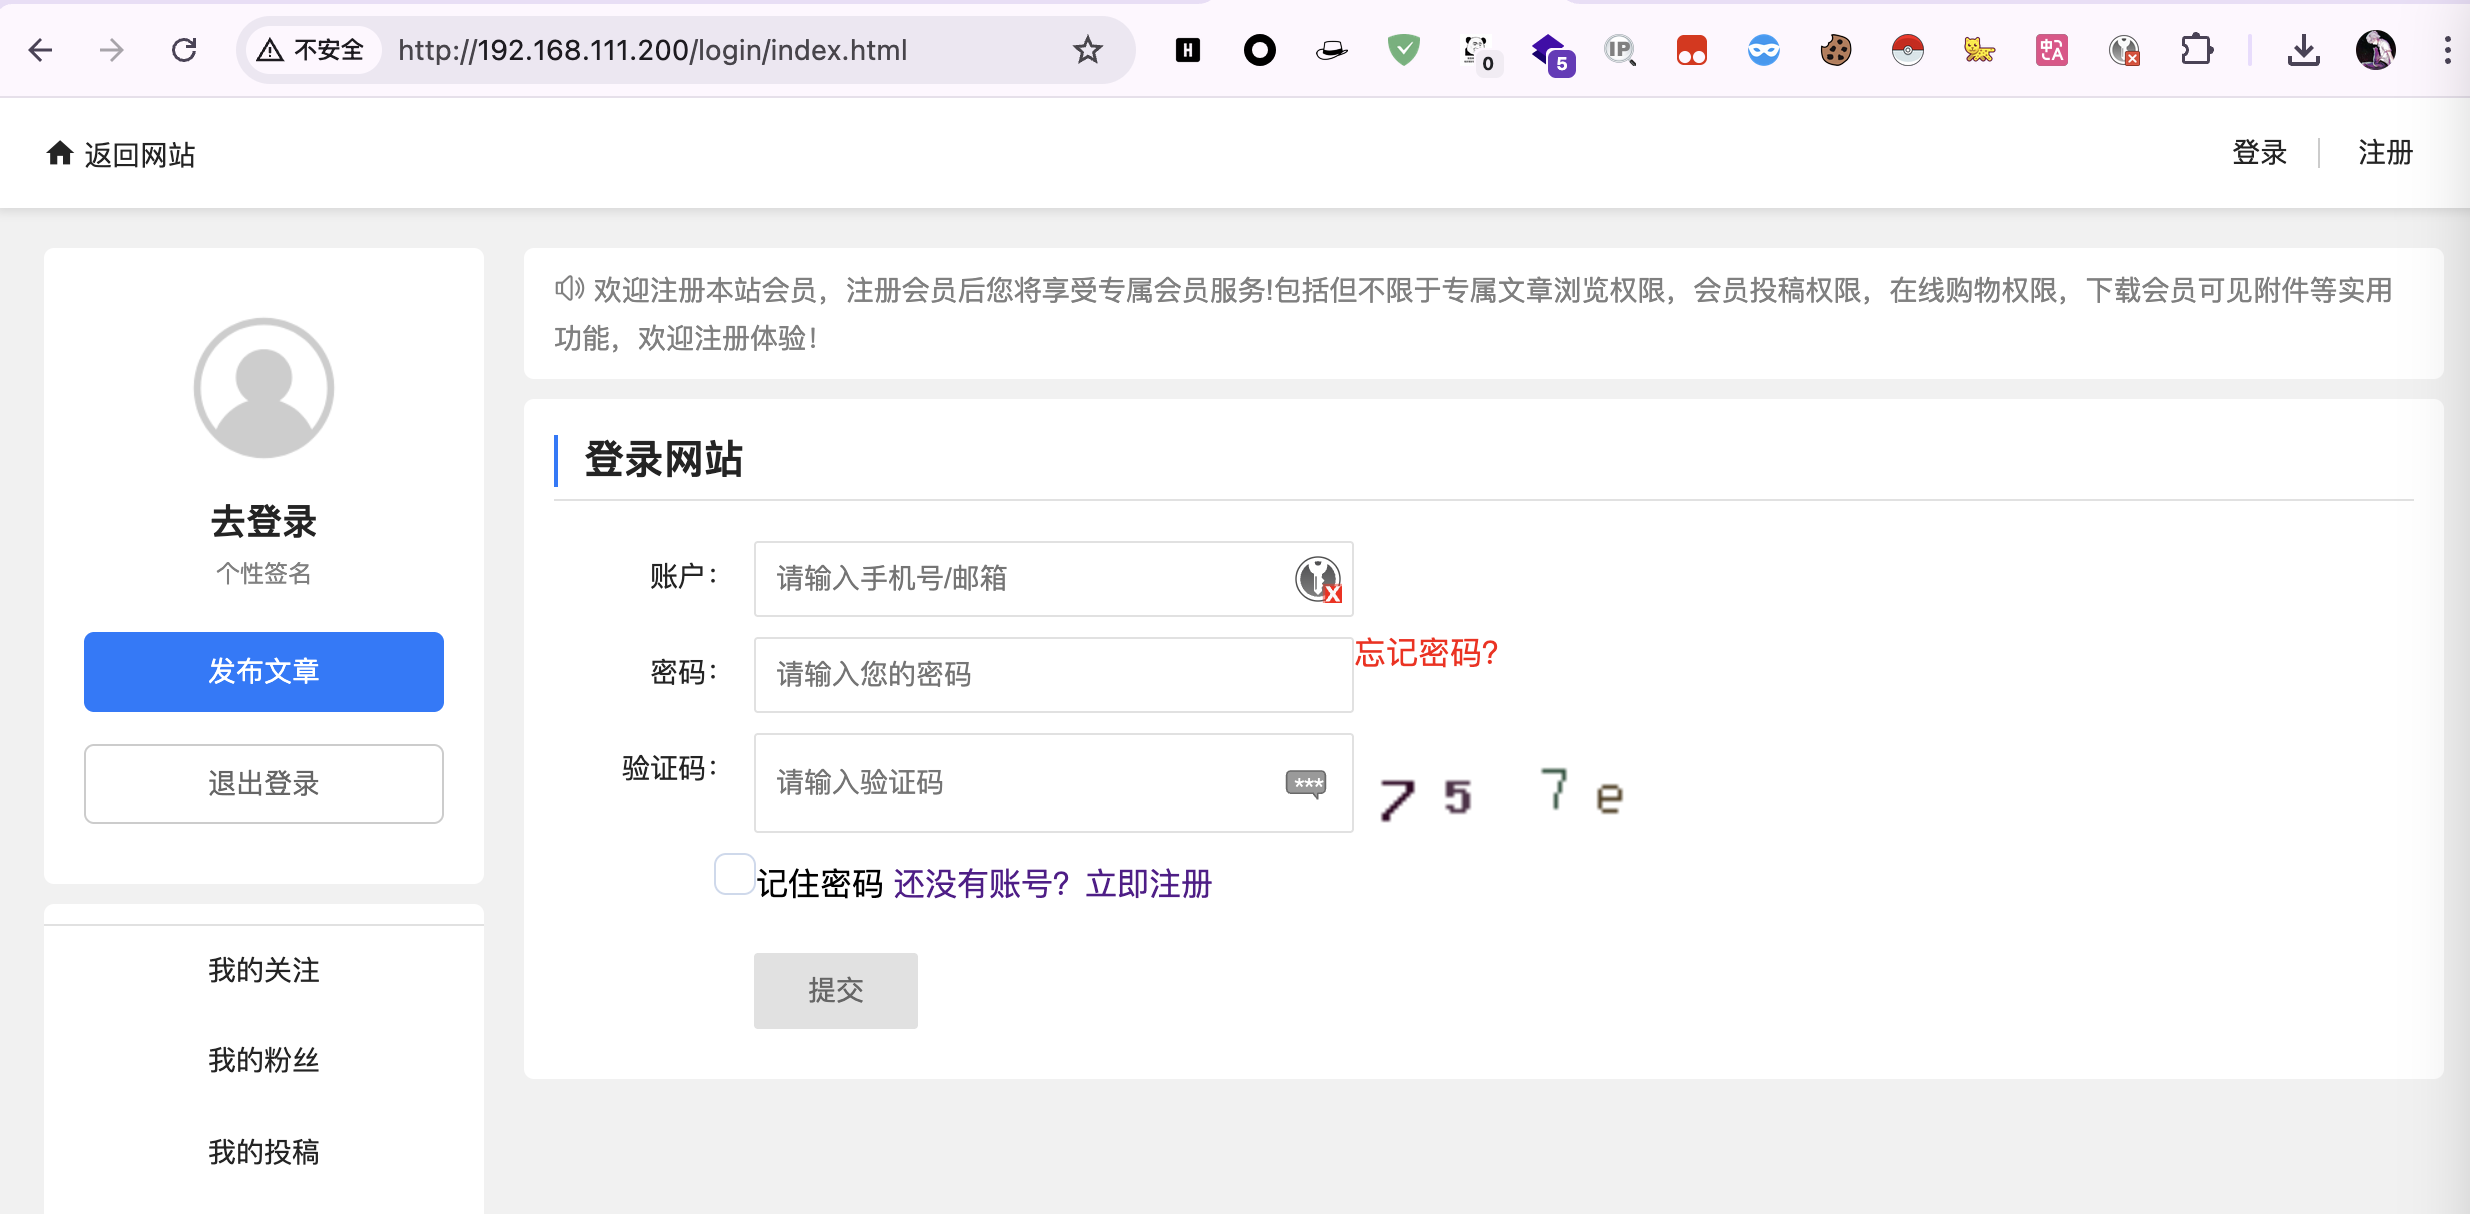 不安全 http://192.168.111.200/login/index.html
H
0
5
IP
中A
返回网站
登录 | 注册
去登录
个性签名
发布文章
退出登录
我的关注
我的粉丝
我的投稿
欢迎注册本站会员，注册会员后您将享受专属会员服务!包括但不限于专属文章浏览权限，会员投稿权限，在线购物权限，下载会员可见附件等实用
功能，欢迎注册体验！
登录网站
账户： 请输入手机号/邮箱
密码： 请输入您的密码 忘记密码?
验证码： 请输入验证码 *** 7 5 7 e
记住密码 还没有账号？立即注册
提交